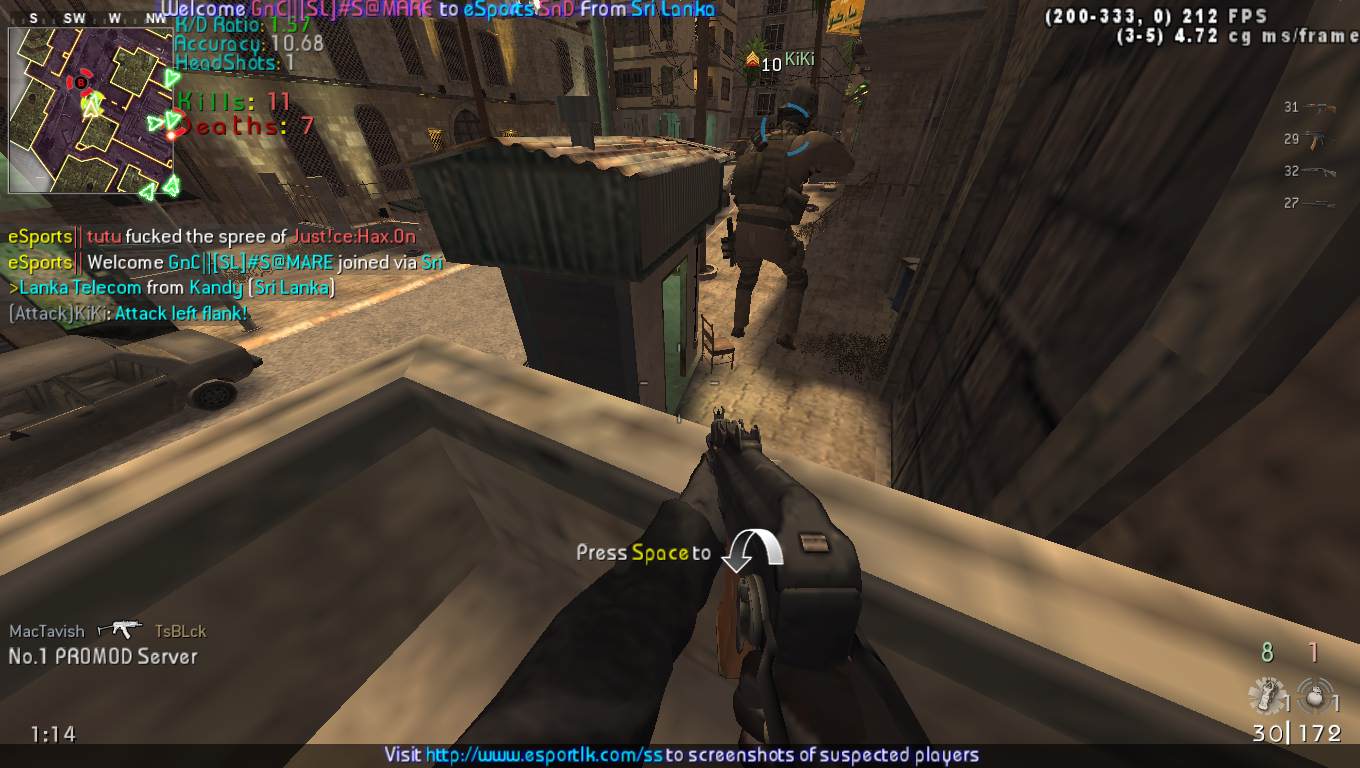 S SW W NW
Welcome GnC||[SL]#S@MARE to eSports SnD From Sri Lanka
K/D Ratio: 1.57
Accuracy: 10.68
HeadShots: 1
Kills: 11
Deaths: 7
B
(200-333, 0) 212 FPS
(3-5) 4.72 cg ms/frame
10 KiKi
31
29
32
27
eSports|| tutu fucked the spree of Just!ce:Hax.0n
eSports|| Welcome GnC||[SL]#S@MARE joined via Sri
>Lanka Telecom from Kandy [Sri Lanka]
(Attack)KiKi: Attack left flank!
Press Space to
MacTavish TsBLck
No.1 PROMOD Server
8 1
1 1
1:14
30|172
Visit http://www.esportlk.com/ss to screenshots of suspected players